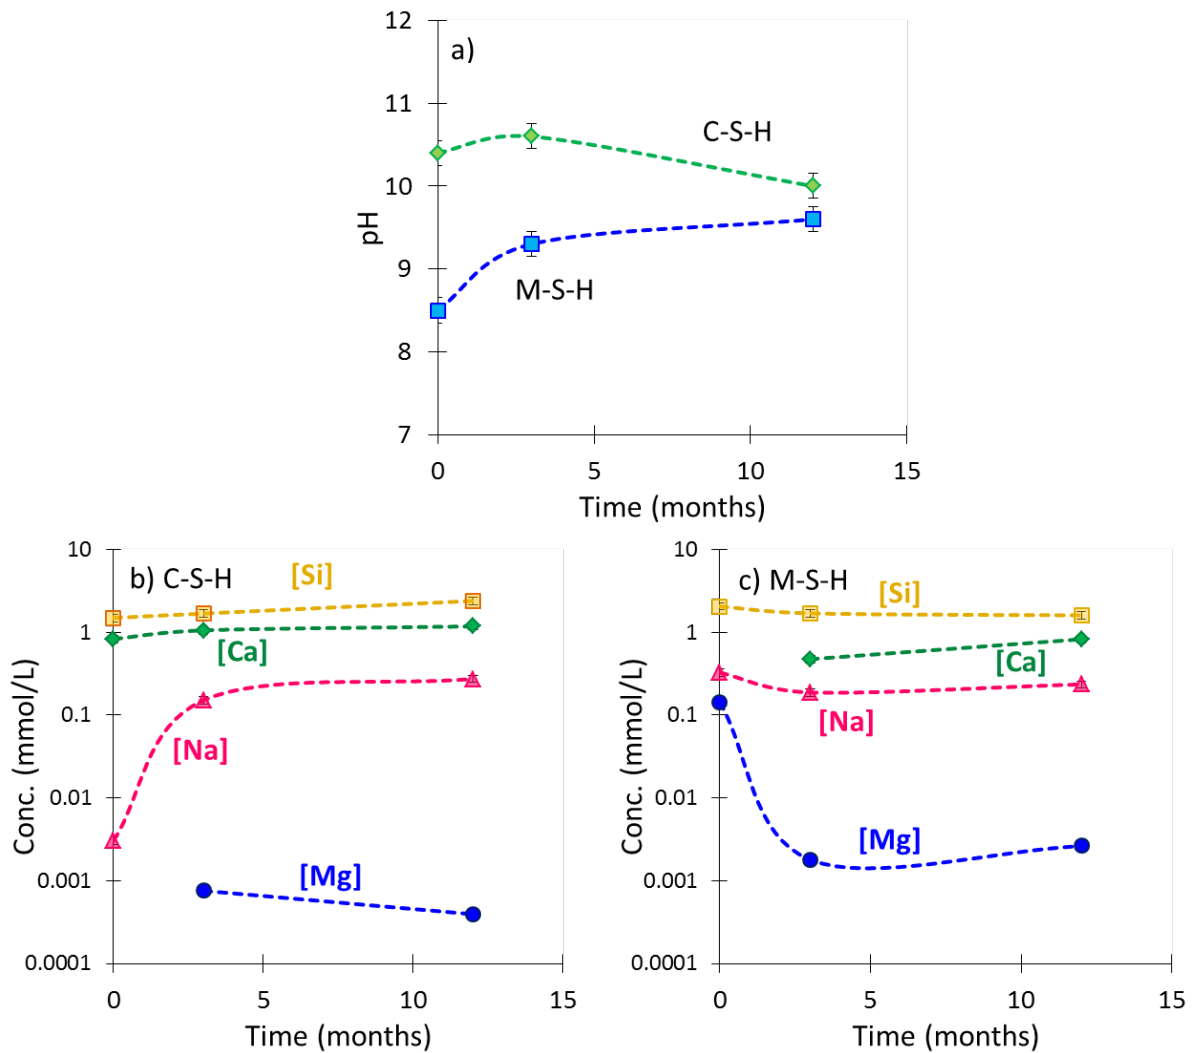 12
a)
11
C-S-H
10
pH
9
M-S-H
8
7
0 5 10 15
Time (months)
10
b) C-S-H
[Si]
1
[Ca]
Conc. (mmol/L)
0.1
[Na]
0.01
0.001
[Mg]
0.0001
0 5 10 15
Time (months)
10
c) M-S-H
[Si]
1
[Ca]
Conc. (mmol/L)
0.1
[Na]
0.01
[Mg]
0.001
0.0001
0 5 10 15
Time (months)